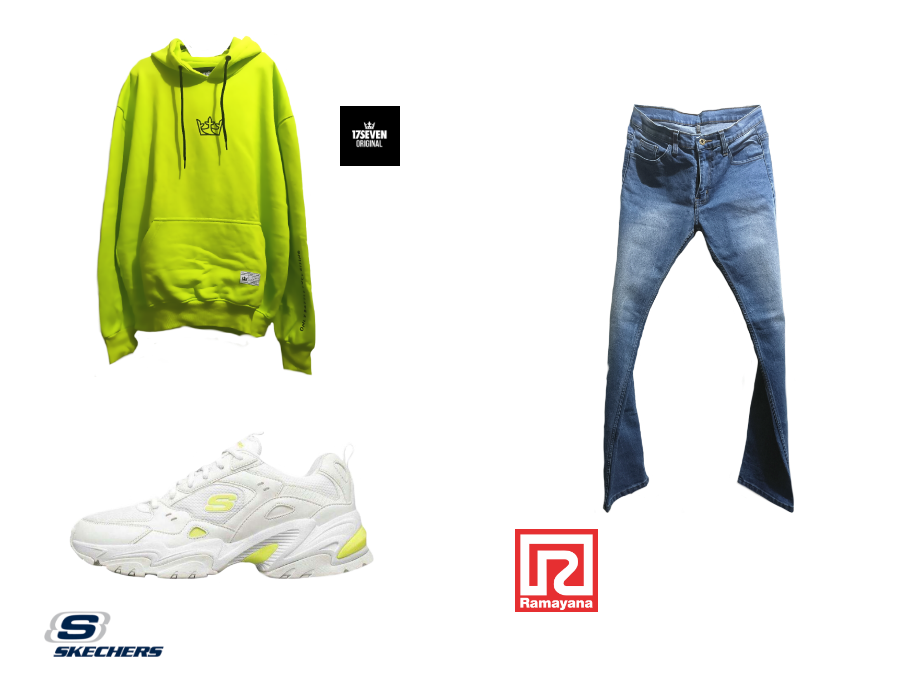 17SEVEN
ORIGINAL
S
Ramayana
S
SKECHERS